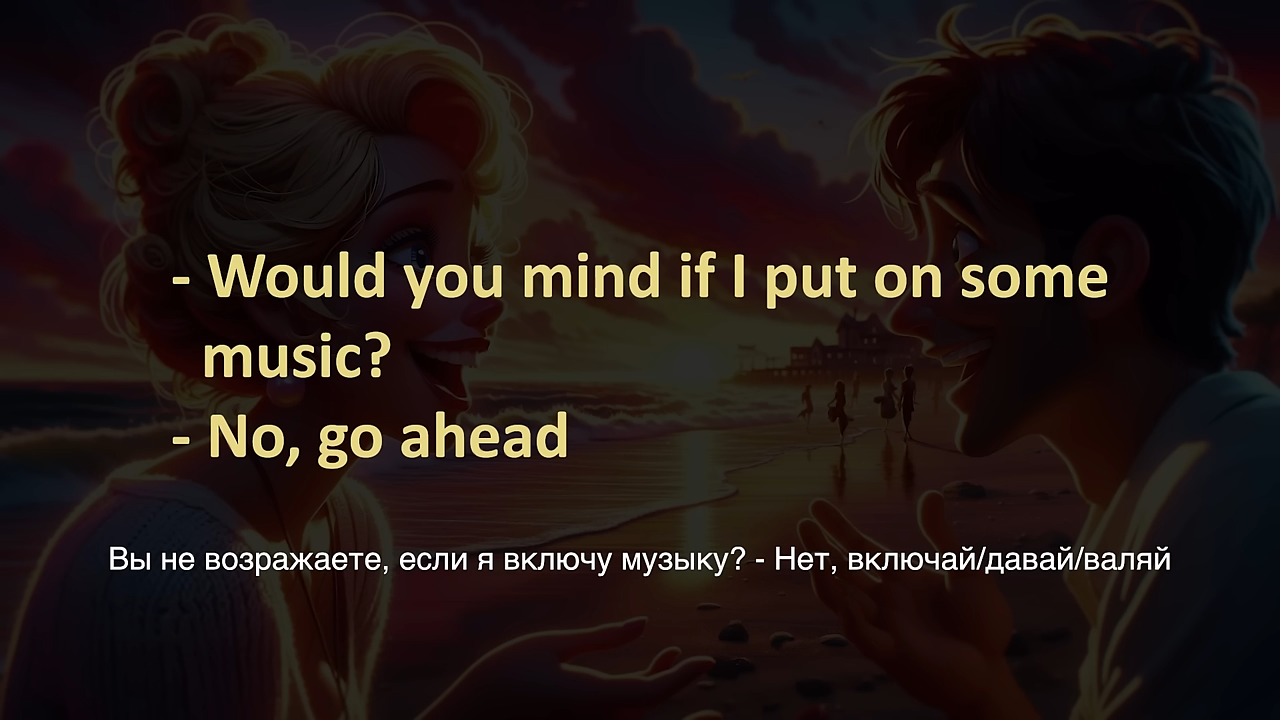 - Would you mind if I put on some
music?
- No, go ahead
Вы не возражаете, если я включу музыку? - Нет, включай/давай/валяй